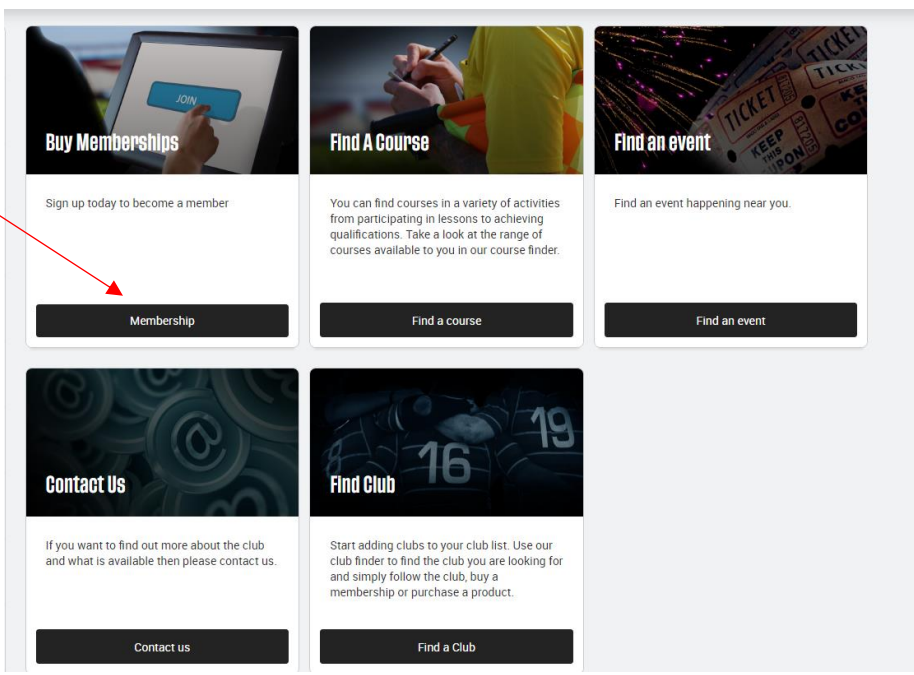 JOIN
Buy Memberships
Sign up today to become a member
Membership
Find A Course
You can find courses in a variety of activities
from participating in lessons to achieving
qualifications. Take a look at the range of
courses available to you in our course finder.
Find a course
TICKET
TICKET
KEEP
THIS
COUPON
KE
CO
Find an event
Find an event happening near you.
Find an event
@
@
@
Contact Us
If you want to find out more about the club
and what is available then please contact us.
Contact us
8
16
19
Find Club
Start adding clubs to your club list. Use our
club finder to find the club you are looking for
and simply follow the club, buy a
membership or purchase a product.
Find a Club